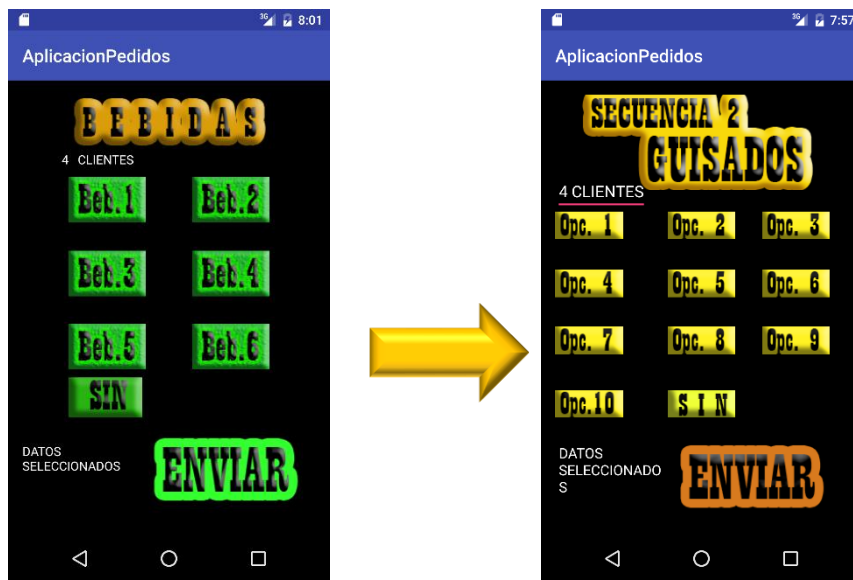 3G 8:01
AplicacionPedidos
BEBIDAS
4 CLIENTES
Beb.1 Beb.2
Beb.3 Beb.4
Beb.5 Beb.6
SIN
DATOS
SELECCIONADOS
ENVIAR
3G 7:57
AplicacionPedidos
SECUENCIA 2
GUISADOS
4 CLIENTES
Opc. 1 Opc. 2 Opc. 3
Opc. 4 Opc. 5 Opc. 6
Opc. 7 Opc. 8 Opc. 9
Opc.10 SIN
DATOS
SELECCIONADO
S
ENVIAR